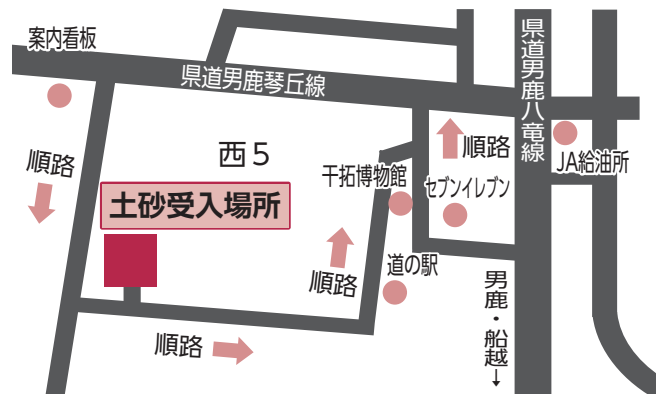 案内看板
県道男鹿琴丘線
県道男鹿八竜線
順路
西5
順路
JA給油所
干拓博物館
セブンイレブン
土砂受入場所
順路
道の駅
男鹿・船越↓
順路